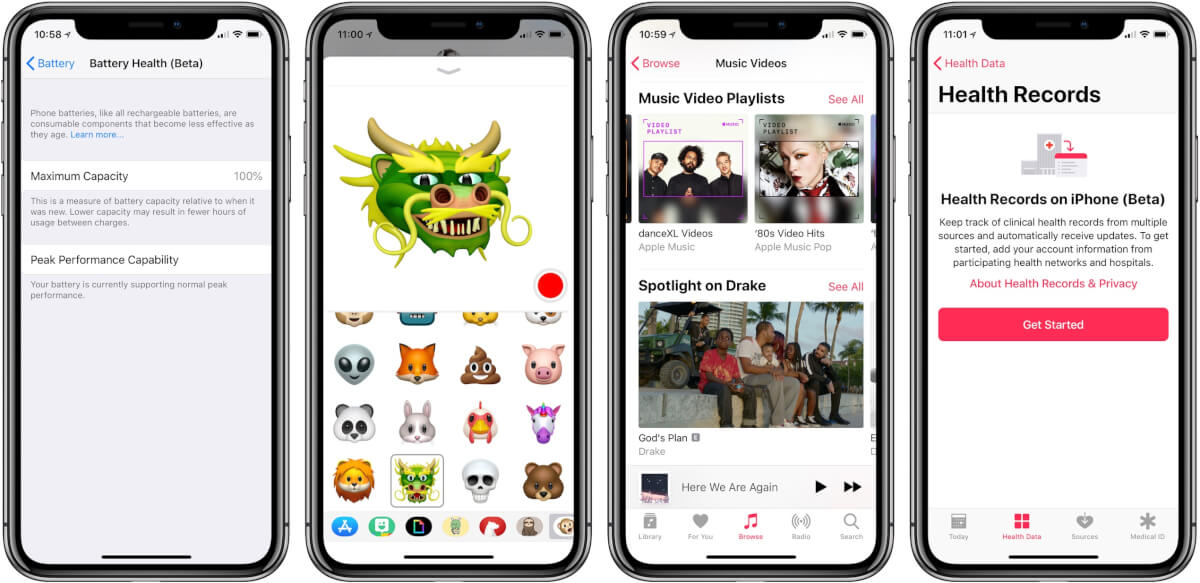 10:58
Battery
Battery Health (Beta)
Phone batteries, like all rechargeable batteries, are
consumable components that become less effective as
they age. Learn more...
Maximum Capacity
100%
This is a measure of battery capacity relative to when it
was new. Lower capacity may result in fewer hours of
usage between charges.
Peak Performance Capability
Your battery is currently supporting normal peak
performance.
11:00
10:59
Browse
Music Videos
Music Video Playlists
See All
VIDEO
PLAYLIST
MUSIC
VIDEO
PLAYLIST
MUSIC
danceXL Videos
Apple Music
'80s Video Hits
Apple Music Pop
Spotlight on Drake
See All
God's Plan E
Drake
Here We Are Again
Library
For You
Browse
Radio
Search
11:01
Health Data
Health Records
Health Records on iPhone (Beta)
Keep track of clinical health records from multiple
sources and automatically receive updates. To get
started, add your account information from
participating health networks and hospitals.
About Health Records & Privacy
Get Started
Today
Health Data
Sources
Medical ID